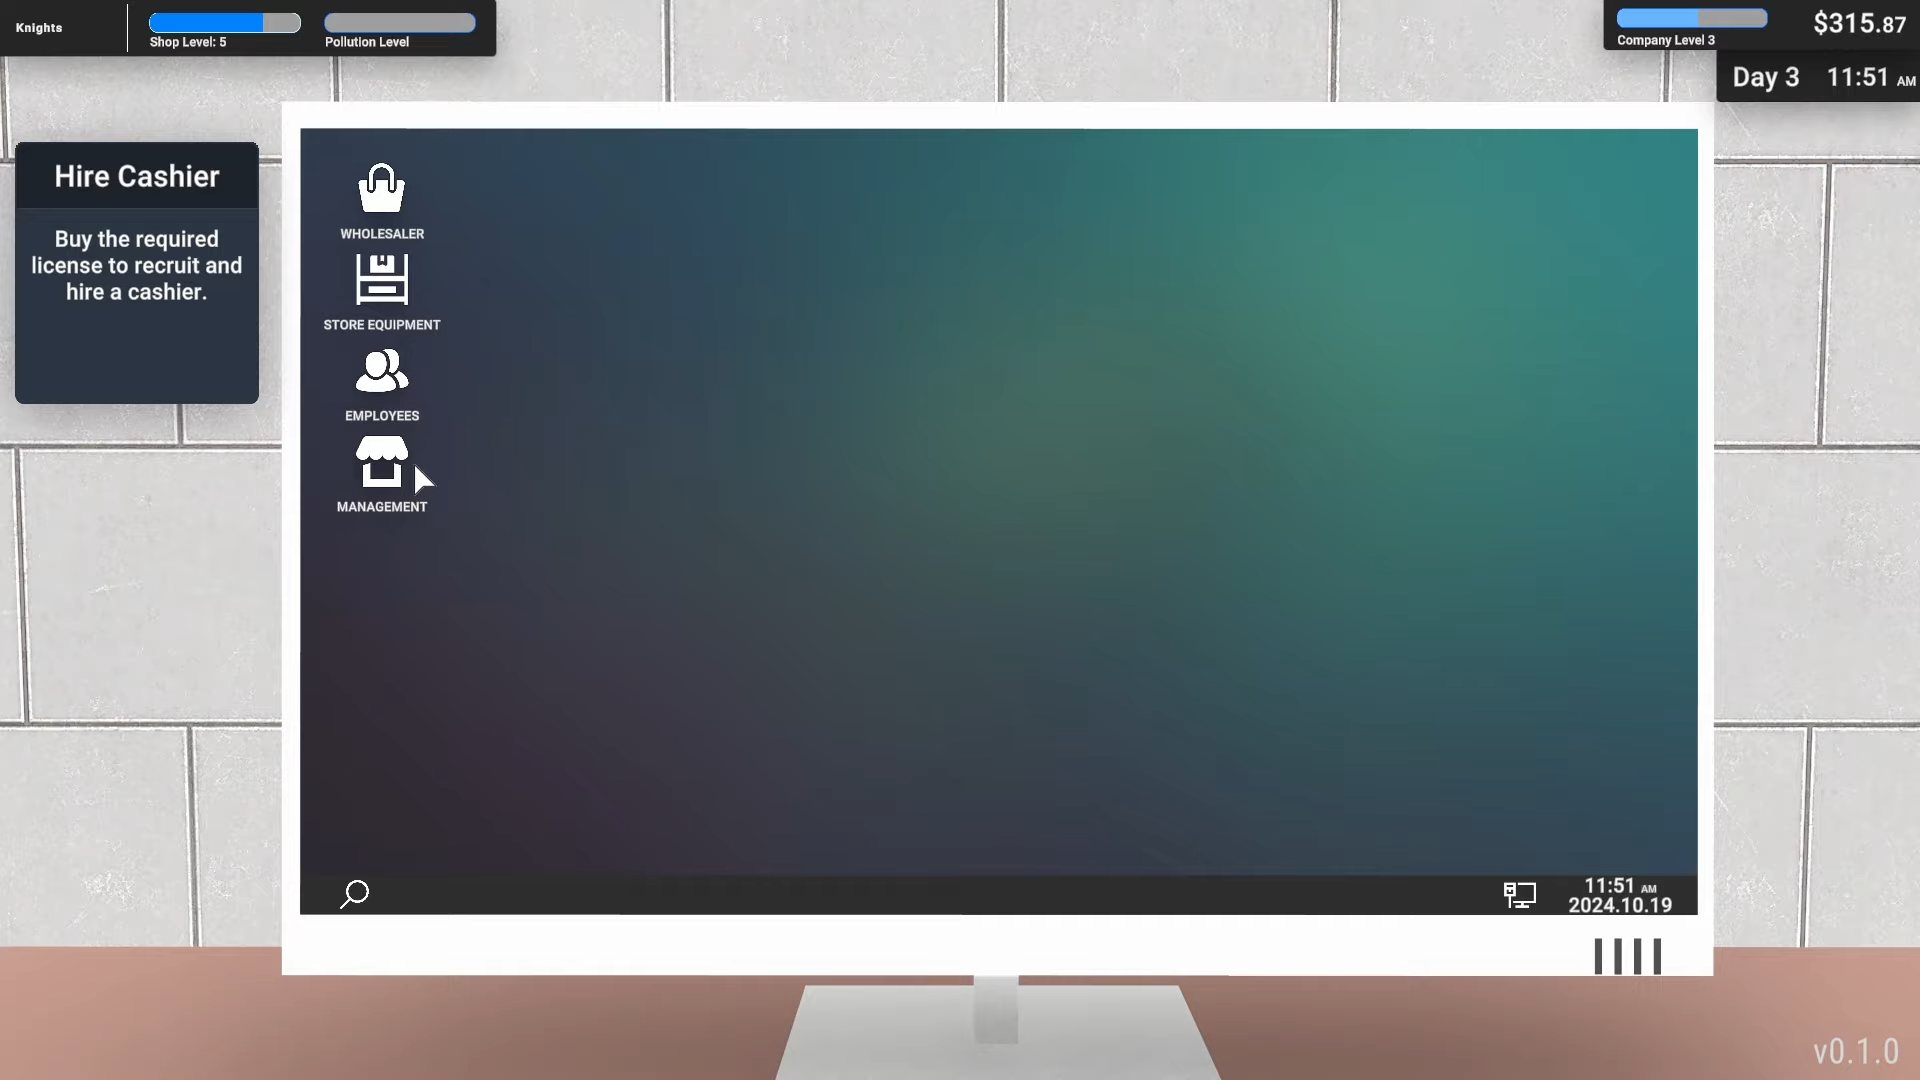 Knights
Shop Level: 5
Pollution Level
Company Level 3
$315.87
Day 3 11:51 AM
Hire Cashier
Buy the required
license to recruit and
hire a cashier.
WHOLESALER
STORE EQUIPMENT
EMPLOYEES
MANAGEMENT
11:51 AM
2024.10.19
v0.1.0